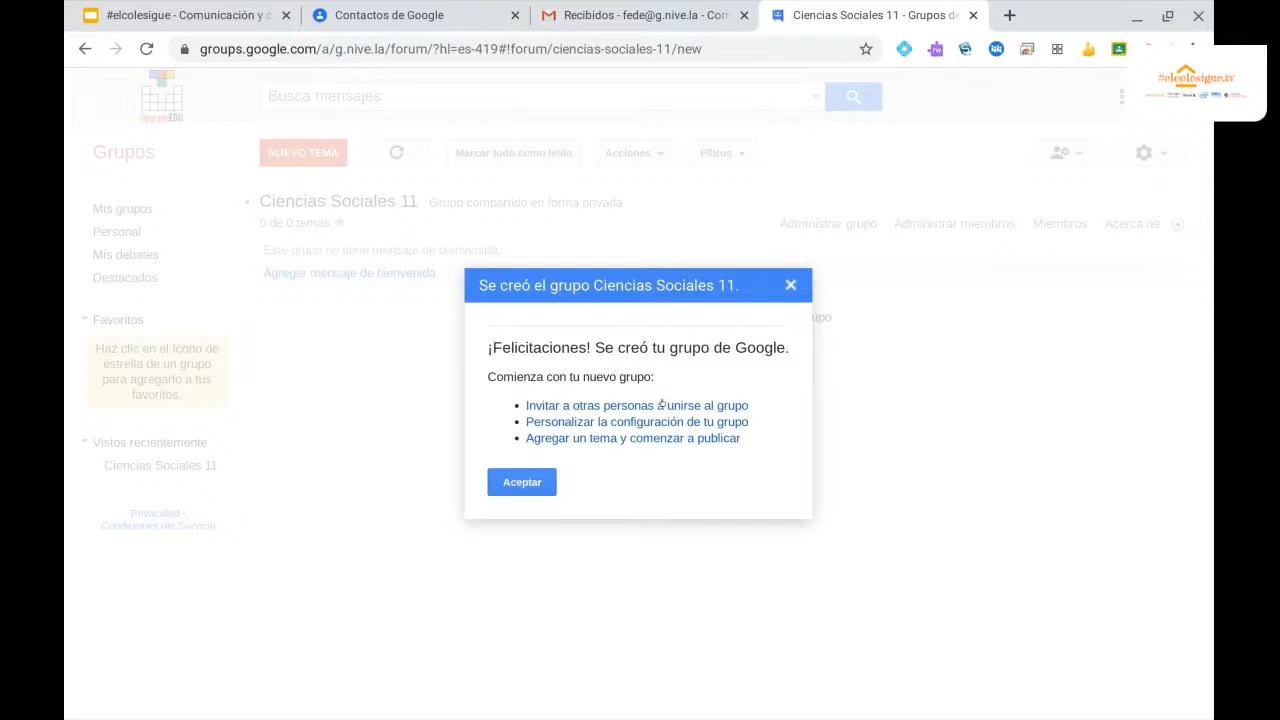 #elcolesigue - Comunicación y c
Contactos de Google
Recibidos - fede@g.nive.la - Corr
Ciencias Sociales 11 - Grupos de
groups.google.com/a/g.nive.la/forum/?hl=es-419#!forum/ciencias-sociales-11/new
#elcolesigue.tv
Busca mensajes
UpgradeEDU
Grupos
NUEVO TEMA
Marcar todo como leído.
Acciones
Filtros
Mis grupos
Personal
Mis debates
Destacados
Favoritos
Haz clic en el ícono de
estrella de un grupo
para agregarlo a tus
favoritos.
Vistos recientemente
Ciencias Sociales 11
Privacidad -
Condiciones del Servicio
Ciencias Sociales 11 Grupo compartido en forma privada
0 de 0 temas
Administrar grupo Administrar miembros Miembros Acerca de
Este grupo no tiene mensaje de bienvenida.
Agregar mensaje de bienvenida
upo
Se creó el grupo Ciencias Sociales 11.
¡Felicitaciones! Se creó tu grupo de Google.
Comienza con tu nuevo grupo:
Invitar a otras personas a unirse al grupo
Personalizar la configuración de tu grupo
Agregar un tema y comenzar a publicar
Aceptar